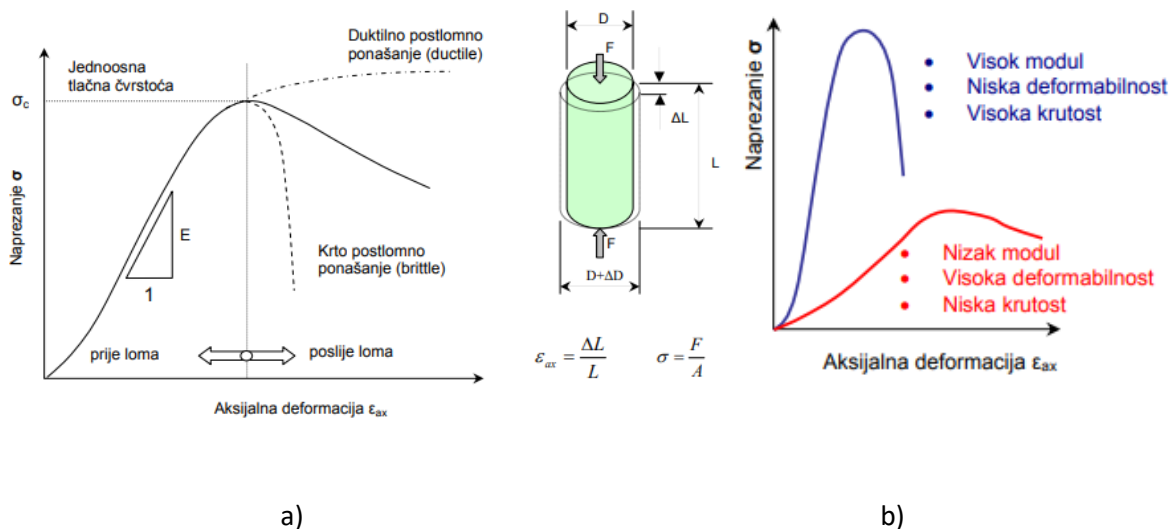 Duktilno postlomno
ponašanje (ductile)
Jednoosna
tlačna čvrstoća
σc
Naprezanje σ
E
1
Krto postlomno
ponašanje (brittle)
prije loma
poslije loma
Aksijalna deformacija εax
a)
D
F
ΔL
L
F
D+ΔD
εax = ΔL/L
σ = F/A
Naprezanje σ
• Visok modul
• Niska deformabilnost
• Visoka krutost
• Nizak modul
• Visoka deformabilnost
• Niska krutost
Aksijalna deformacija εax
b)